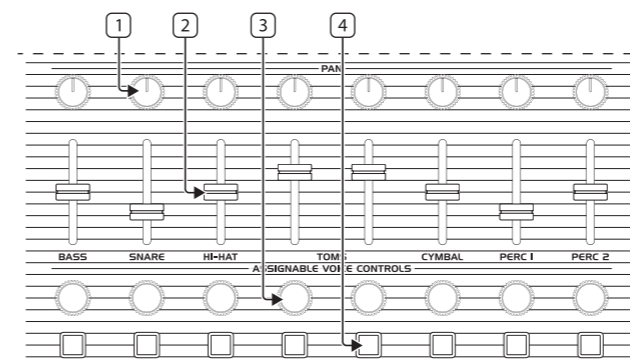 1 2 3 4
PAN
BASS SNARE HI-HAT TOMS CYMBAL PERC 1 PERC 2
ASSIGNABLE VOICE CONTROLS